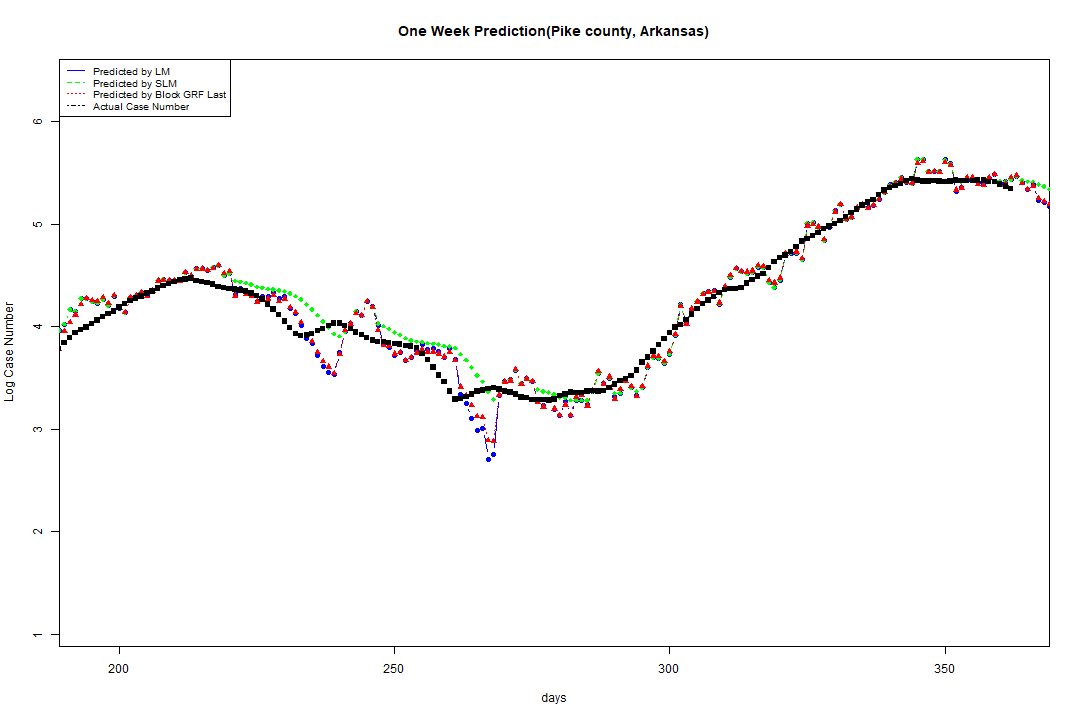 One Week Prediction(Pike county, Arkansas)
Predicted by LM
Predicted by SLM
Predicted by Block GRF Last
Actual Case Number
Log Case Number
6
5
4
3
2
1
200
250
300
350
days